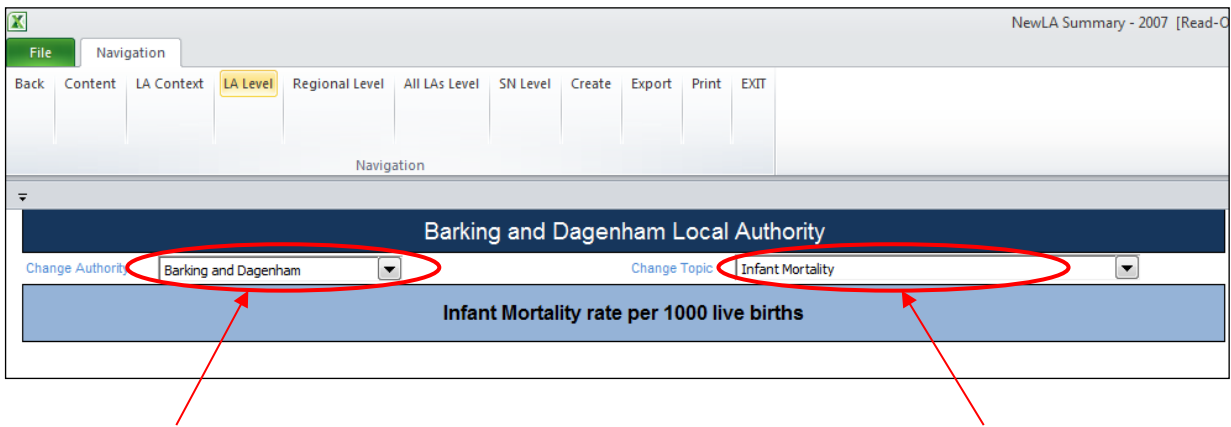 NewLA Summary - 2007 [Read-O
File Navigation
Back Content LA Context LA Level Regional Level All LAs Level SN Level Create Export Print EXIT
Navigation
Barking and Dagenham Local Authority
Change Authority Barking and Dagenham Change Topic Infant Mortality
Infant Mortality rate per 1000 live births